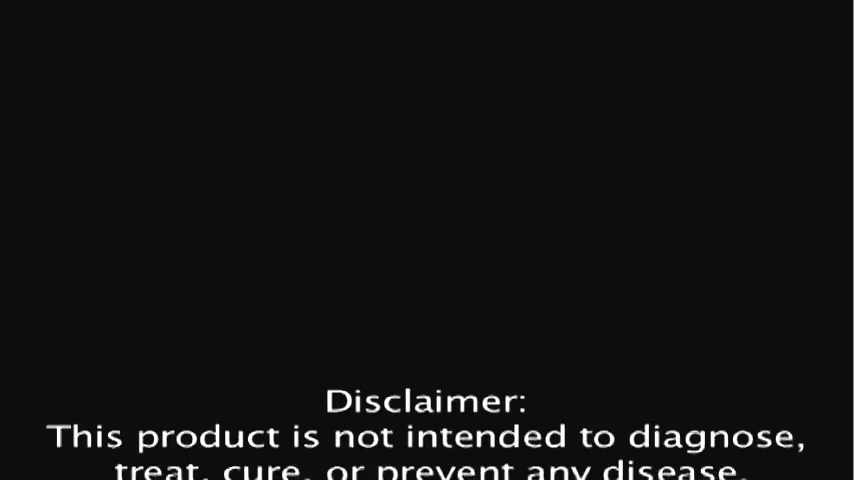 Disclaimer:
This product is not intended to diagnose,
treat, cure, or prevent any disease.